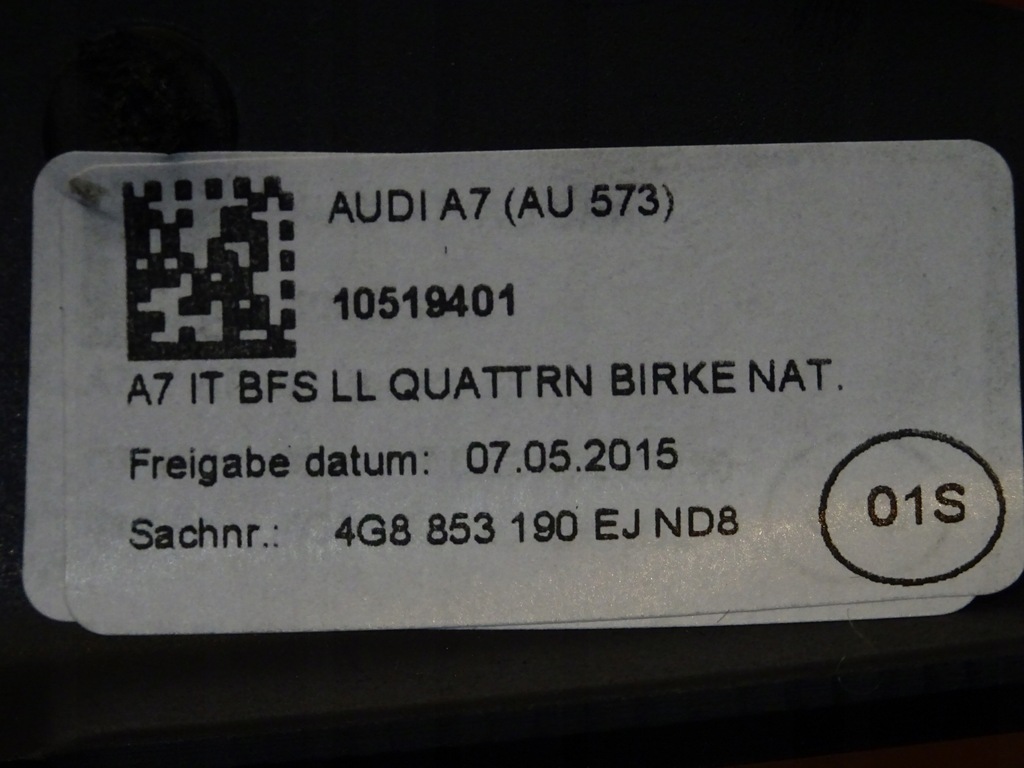 AUDI A7 (AU 573)
10519401
A7 IT BFS LL QUATTRN BIRKE NAT.
Freigabe datum: 07.05.2015
Sachnr.: 4G8 853 190 EJ ND8
01S